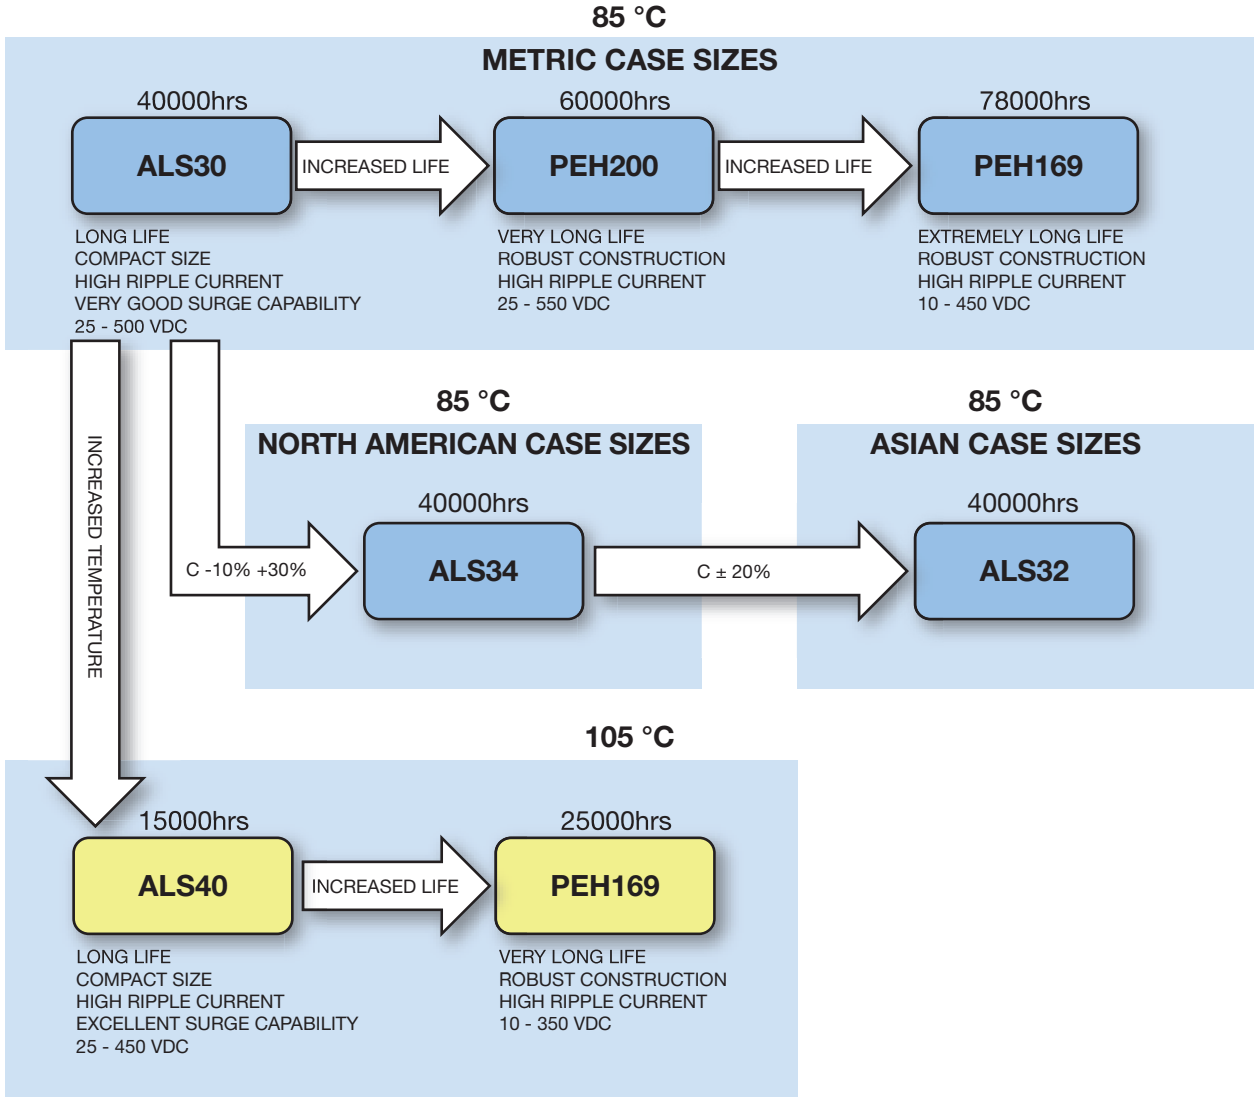 85 °C
METRIC CASE SIZES
40000hrs
ALS30
LONG LIFE
COMPACT SIZE
HIGH RIPPLE CURRENT
VERY GOOD SURGE CAPABILITY
25 - 500 VDC
INCREASED LIFE
60000hrs
PEH200
VERY LONG LIFE
ROBUST CONSTRUCTION
HIGH RIPPLE CURRENT
25 - 550 VDC
INCREASED LIFE
78000hrs
PEH169
EXTREMELY LONG LIFE
ROBUST CONSTRUCTION
HIGH RIPPLE CURRENT
10 - 450 VDC
INCREASED TEMPERATURE
C -10% +30%
85 °C
NORTH AMERICAN CASE SIZES
40000hrs
ALS34
C ± 20%
85 °C
ASIAN CASE SIZES
40000hrs
ALS32
105 °C
15000hrs
ALS40
LONG LIFE
COMPACT SIZE
HIGH RIPPLE CURRENT
EXCELLENT SURGE CAPABILITY
25 - 450 VDC
INCREASED LIFE
25000hrs
PEH169
VERY LONG LIFE
ROBUST CONSTRUCTION
HIGH RIPPLE CURRENT
10 - 350 VDC